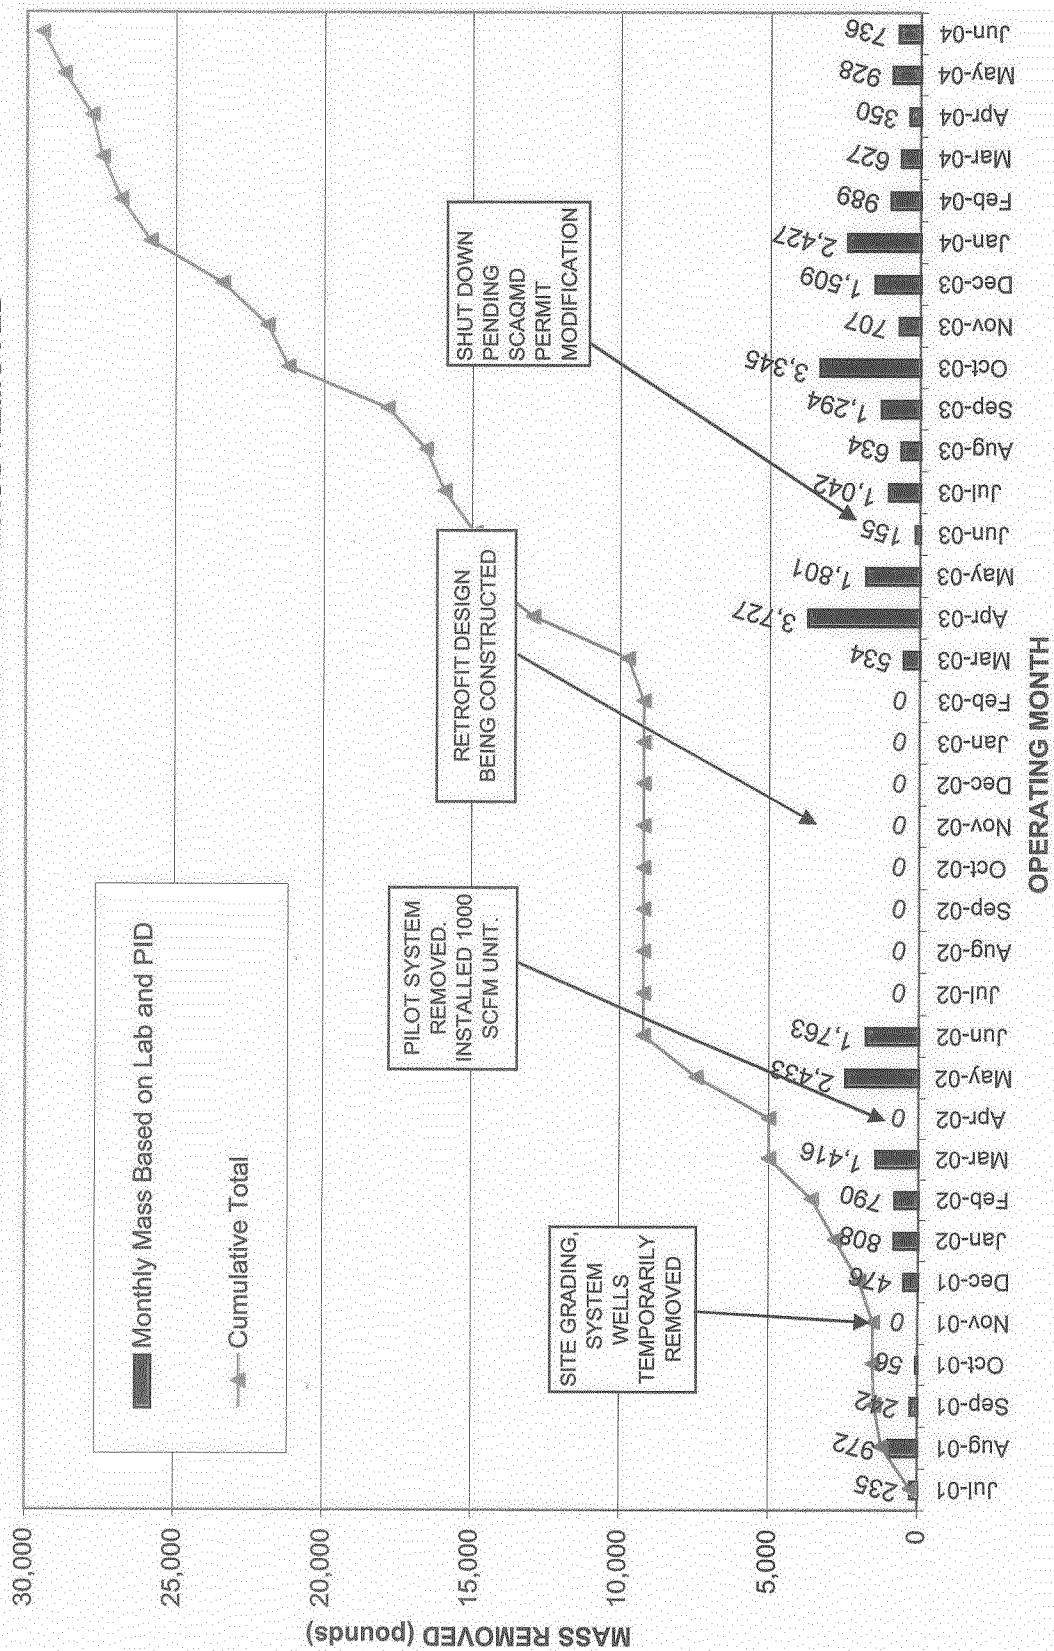 30,000
25,000
20,000
15,000
10,000
5,000
0
MASS REMOVED (pounds)
Monthly Mass Based on Lab and PID
Cumulative Total
SITE GRADING,
SYSTEM
WELLS
TEMPORARILY
REMOVED
PILOT SYSTEM
REMOVED.
INSTALLED 1000
SCFM UNIT.
RETROFIT DESIGN
BEING CONSTRUCTED
SHUT DOWN
PENDING
SCAQMD
PERMIT
MODIFICATION
235
972
242
56
0
476
808
790
1,416
0
2,433
1,763
0
0
0
0
0
0
0
0
534
3,727
1,801
155
1,042
634
1,294
3,345
707
1,509
2,427
989
627
350
928
736
Jul-01
Aug-01
Sep-01
Oct-01
Nov-01
Dec-01
Jan-02
Feb-02
Mar-02
Apr-02
May-02
Jun-02
Jul-02
Aug-02
Sep-02
Oct-02
Nov-02
Dec-02
Jan-03
Feb-03
Mar-03
Apr-03
May-03
Jun-03
Jul-03
Aug-03
Sep-03
Oct-03
Nov-03
Dec-03
Jan-04
Feb-04
Mar-04
Apr-04
May-04
Jun-04
OPERATING MONTH